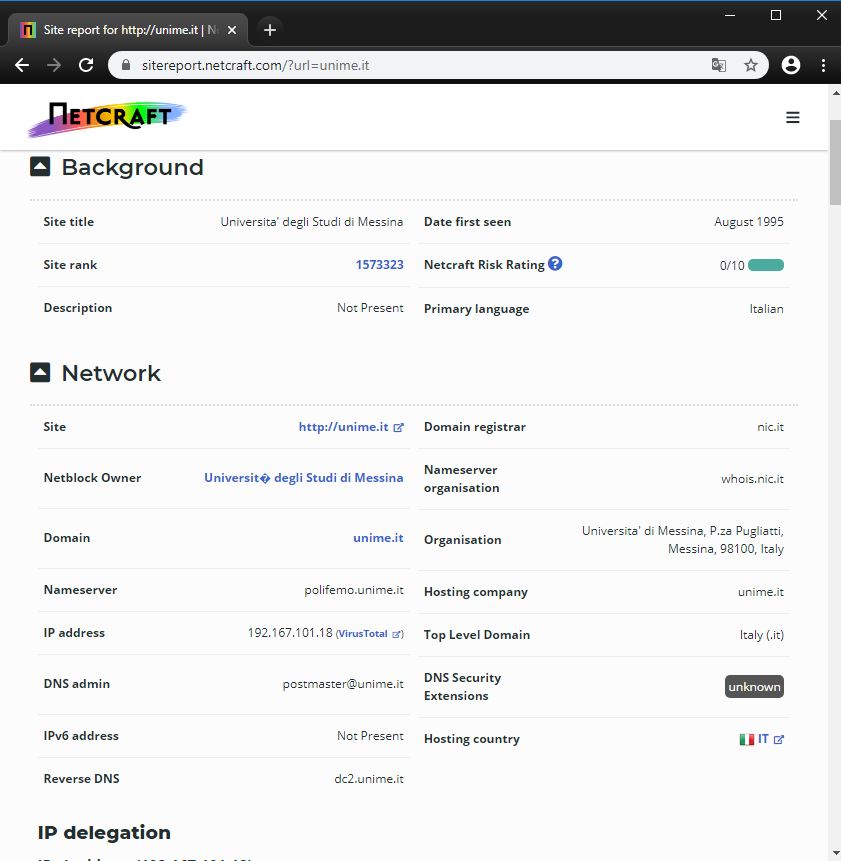 Site report for http://unime.it | N
sitereport.netcraft.com/?url=unime.it
NETCRAFT
Background
Site title Universita' degli Studi di Messina
Date first seen August 1995
Site rank 1573323
Netcraft Risk Rating ? 0/10
Description Not Present
Primary language Italian
Network
Site http://unime.it
Domain registrar nic.it
Netblock Owner Universit� degli Studi di Messina
Nameserver
organisation whois.nic.it
Domain unime.it
Organisation Universita' di Messina, P.za Pugliatti,
Messina, 98100, Italy
Nameserver polifemo.unime.it
Hosting company unime.it
IP address 192.167.101.18 (VirusTotal)
Top Level Domain Italy (.it)
DNS admin postmaster@unime.it
DNS Security
Extensions unknown
IPv6 address Not Present
Hosting country IT
Reverse DNS dc2.unime.it
IP delegation